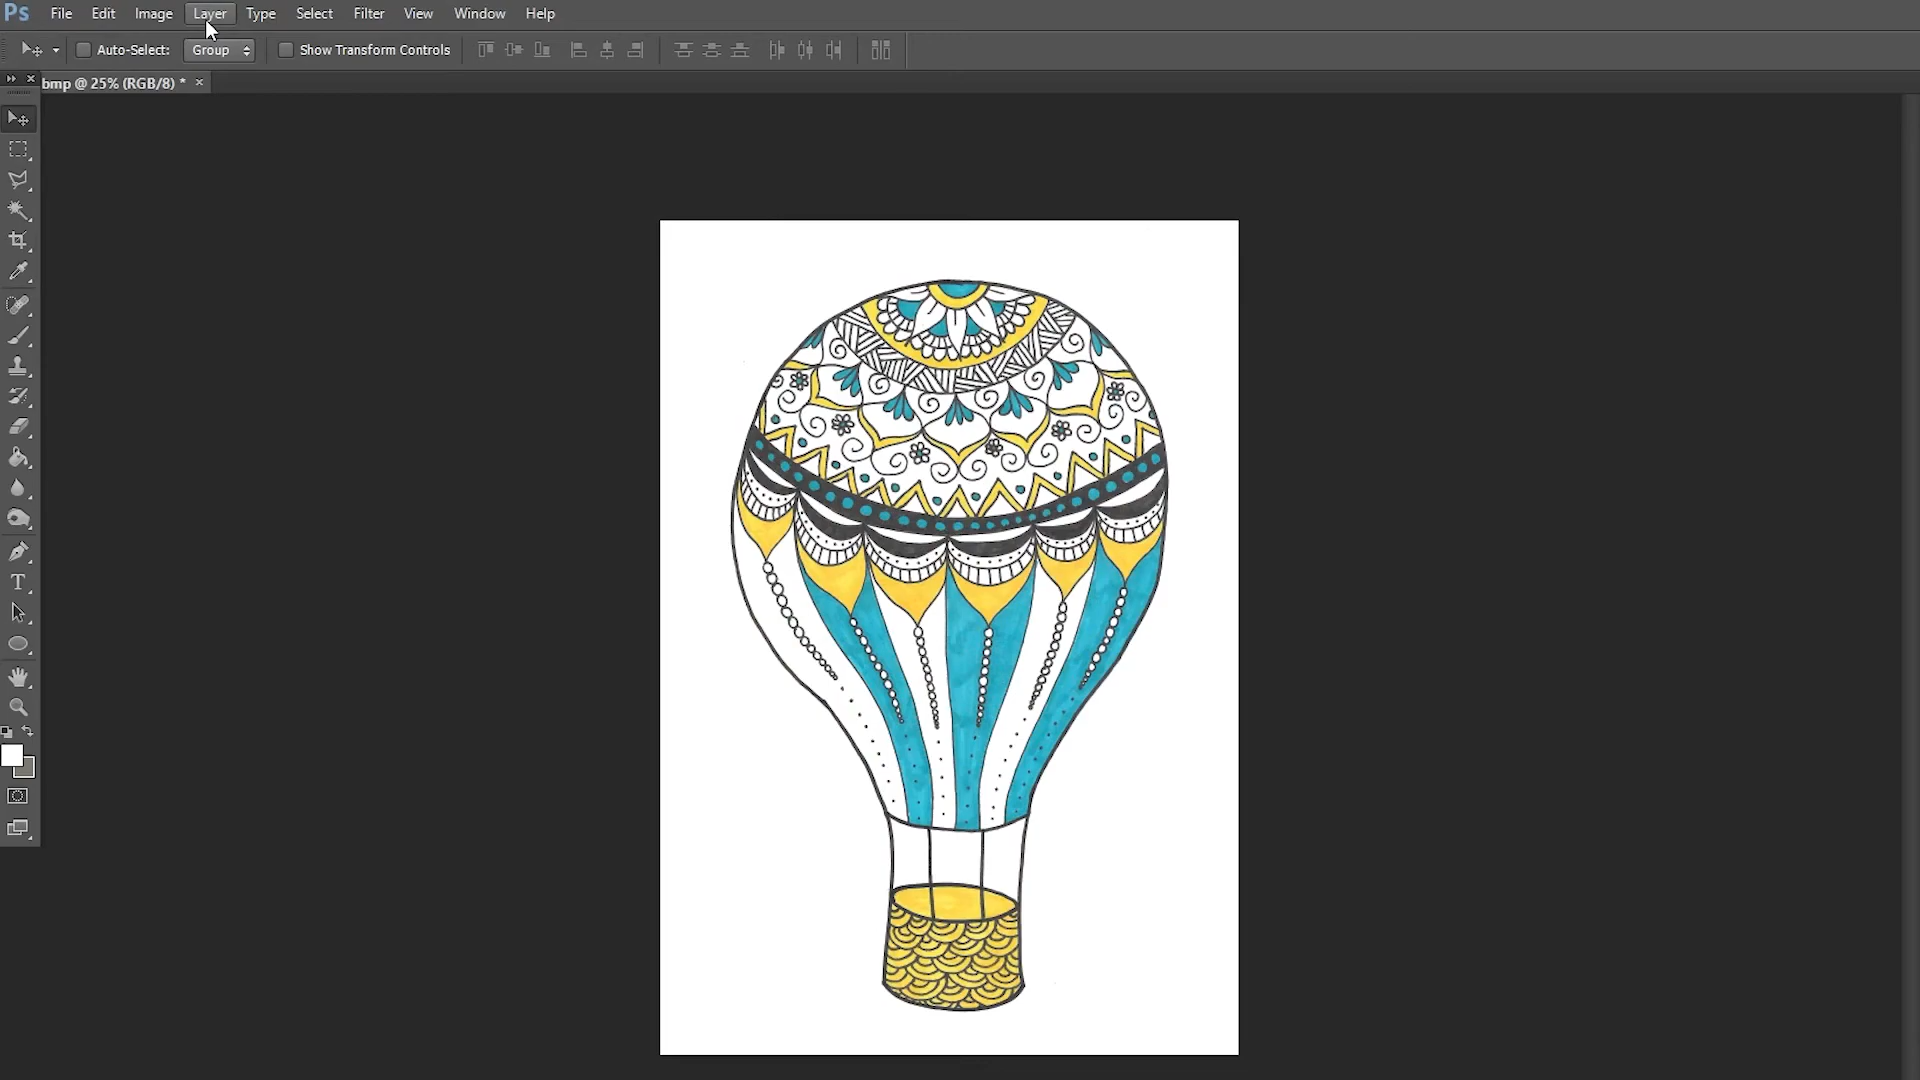 Ps File Edit Image Layer Type Select Filter View Window Help
Auto-Select: Group Show Transform Controls
bmp @ 25% (RGB/8) *
T